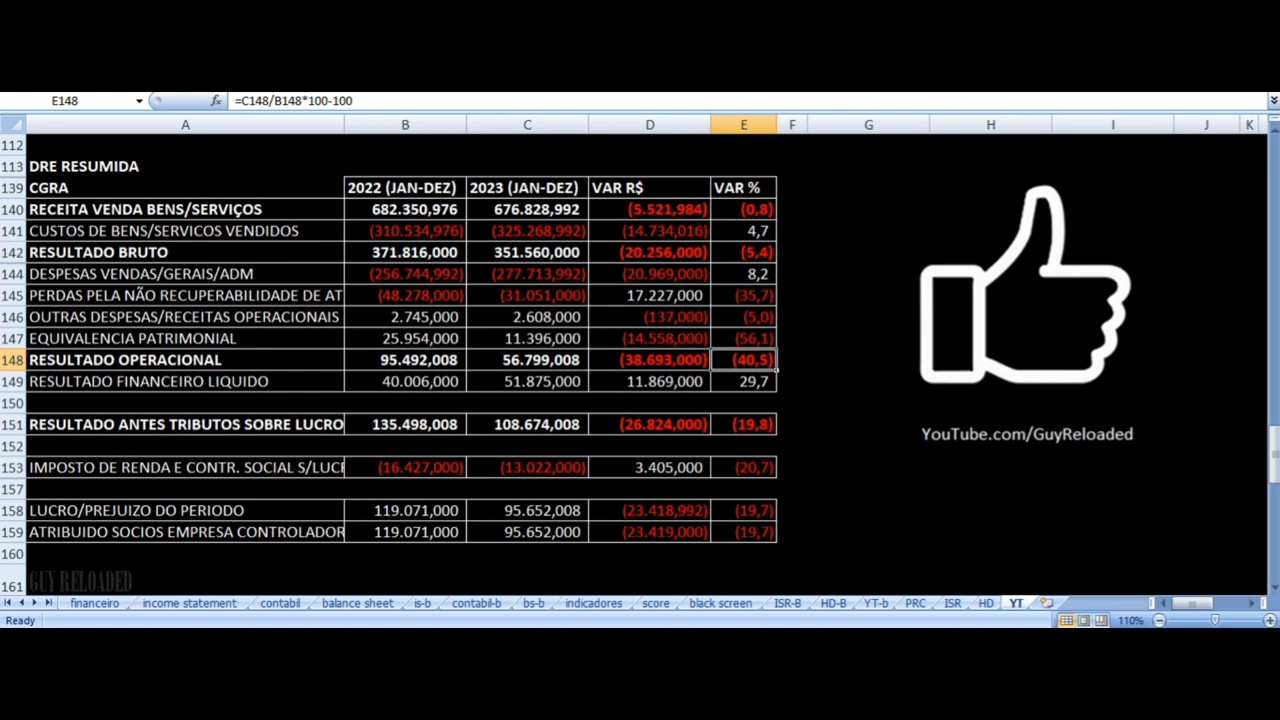 E148 fx =C148/B148*100-100
A B C D E F G H I J K
112
113 DRE RESUMIDA
139 CGRA 2022 (JAN-DEZ) 2023 (JAN-DEZ) VAR R$ VAR %
140 RECEITA VENDA BENS/SERVIÇOS 682.350,976 676.828,992 (5.521,984) (0,8)
141 CUSTOS DE BENS/SERVICOS VENDIDOS (310.534,976) (325.268,992) (14.734,016) 4,7
142 RESULTADO BRUTO 371.816,000 351.560,000 (20.256,000) (5,4)
144 DESPESAS VENDAS/GERAIS/ADM (256.744,992) (277.713,992) (20.969,000) 8,2
145 PERDAS PELA NÃO RECUPERABILIDADE DE AT (48.278,000) (31.051,000) 17.227,000 (35,7)
146 OUTRAS DESPESAS/RECEITAS OPERACIONAIS 2.745,000 2.608,000 (137,000) (5,0)
147 EQUIVALENCIA PATRIMONIAL 25.954,000 11.396,000 (14.558,000) (56,1)
148 RESULTADO OPERACIONAL 95.492,008 56.799,008 (38.693,000) (40,5)
149 RESULTADO FINANCEIRO LIQUIDO 40.006,000 51.875,000 11.869,000 29,7
150
151 RESULTADO ANTES TRIBUTOS SOBRE LUCRO 135.498,008 108.674,008 (26.824,000) (19,8)
152
153 IMPOSTO DE RENDA E CONTR. SOCIAL S/LUCR (16.427,000) (13.022,000) 3.405,000 (20,7)
157
158 LUCRO/PREJUIZO DO PERIODO 119.071,000 95.652,008 (23.418,992) (19,7)
159 ATRIBUIDO SOCIOS EMPRESA CONTROLADOR 119.071,000 95.652,000 (23.419,000) (19,7)
160
161 GUY RELOADED
YouTube.com/GuyReloaded
financeiro income statement contabil balance sheet is-b contabil-b bs-b indicadores score black screen ISR-B HD-B YT-b PRC ISR HD YT
Ready 110%